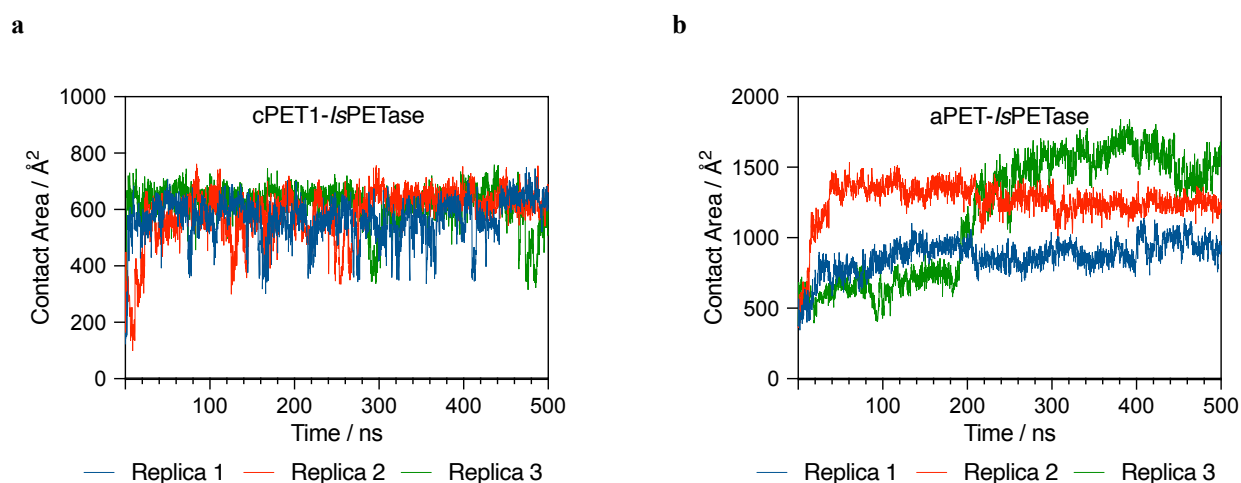 a
cPET1-IsPETase
1000
800
600
400
200
0
Contact Area / Å²
100 200 300 400 500
Time / ns
Replica 1 Replica 2 Replica 3
b
aPET-IsPETase
2000
1500
1000
500
0
Contact Area / Å²
100 200 300 400 500
Time / ns
Replica 1 Replica 2 Replica 3